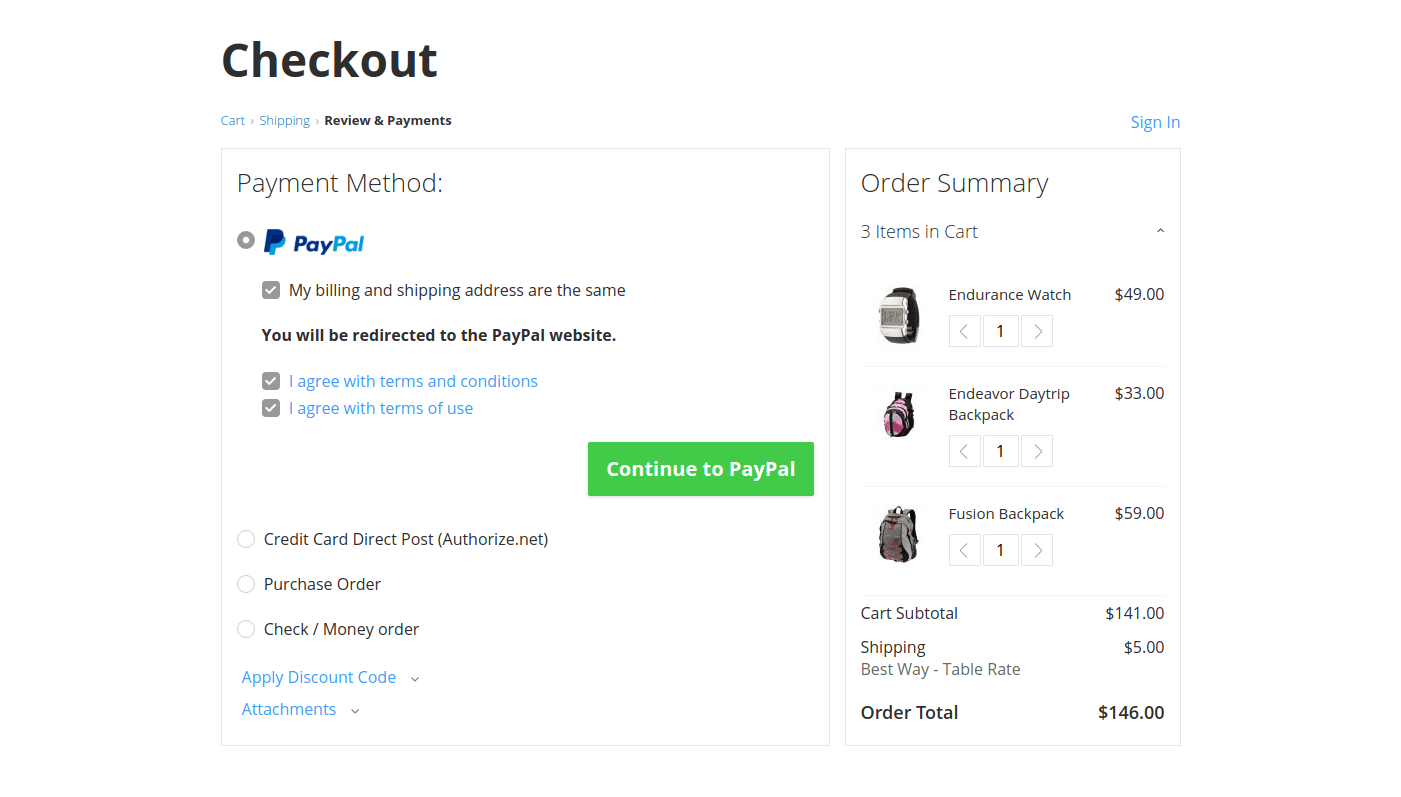 Checkout
Cart › Shipping › Review & Payments
Sign In
Payment Method:
PayPal
My billing and shipping address are the same
You will be redirected to the PayPal website.
I agree with terms and conditions
I agree with terms of use
Continue to PayPal
Credit Card Direct Post (Authorize.net)
Purchase Order
Check / Money order
Apply Discount Code
Attachments
Order Summary
3 Items in Cart
Endurance Watch $49.00
1
Endeavor Daytrip $33.00
Backpack
1
Fusion Backpack $59.00
1
Cart Subtotal $141.00
Shipping $5.00
Best Way - Table Rate
Order Total $146.00